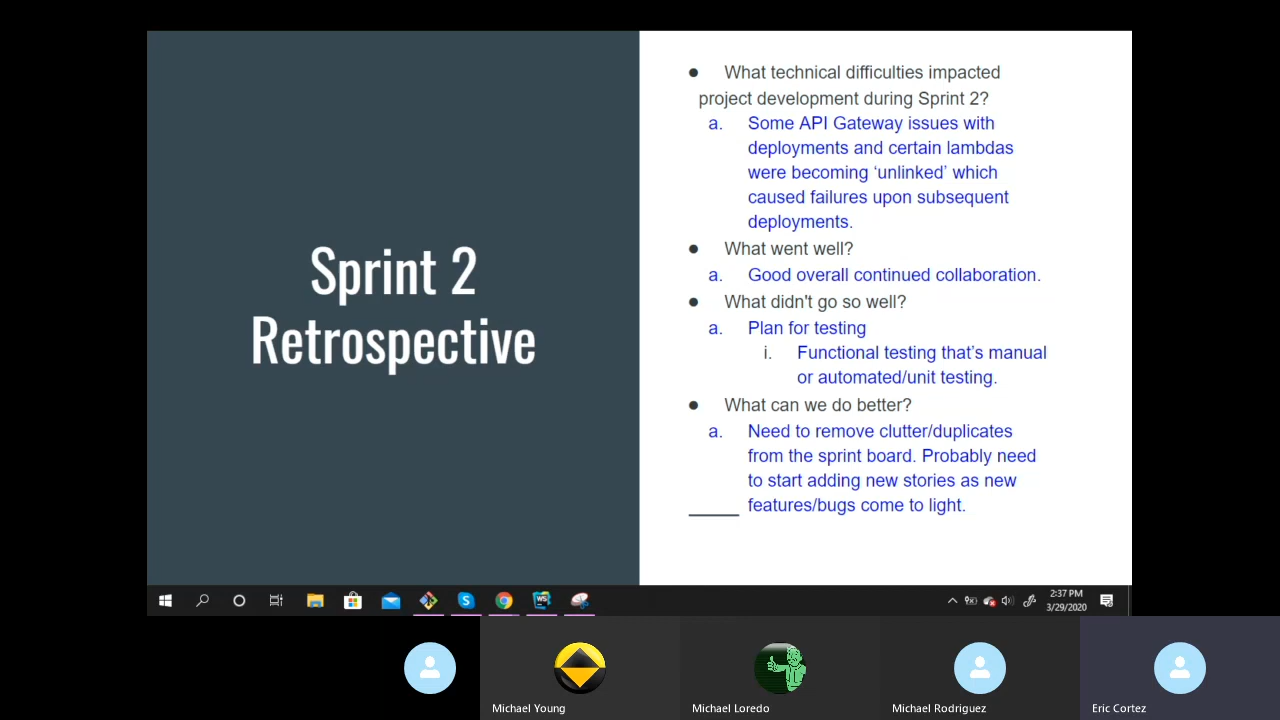 Sprint 2
Retrospective
● What technical difficulties impacted
project development during Sprint 2?
a. Some API Gateway issues with
deployments and certain lambdas
were becoming ‘unlinked’ which
caused failures upon subsequent
deployments.
● What went well?
a. Good overall continued collaboration.
● What didn't go so well?
a. Plan for testing
i. Functional testing that’s manual
or automated/unit testing.
● What can we do better?
a. Need to remove clutter/duplicates
from the sprint board. Probably need
to start adding new stories as new
features/bugs come to light.
WS
2:37 PM
3/29/2020
Michael Young
Michael Loredo
Michael Rodriguez
Eric Cortez